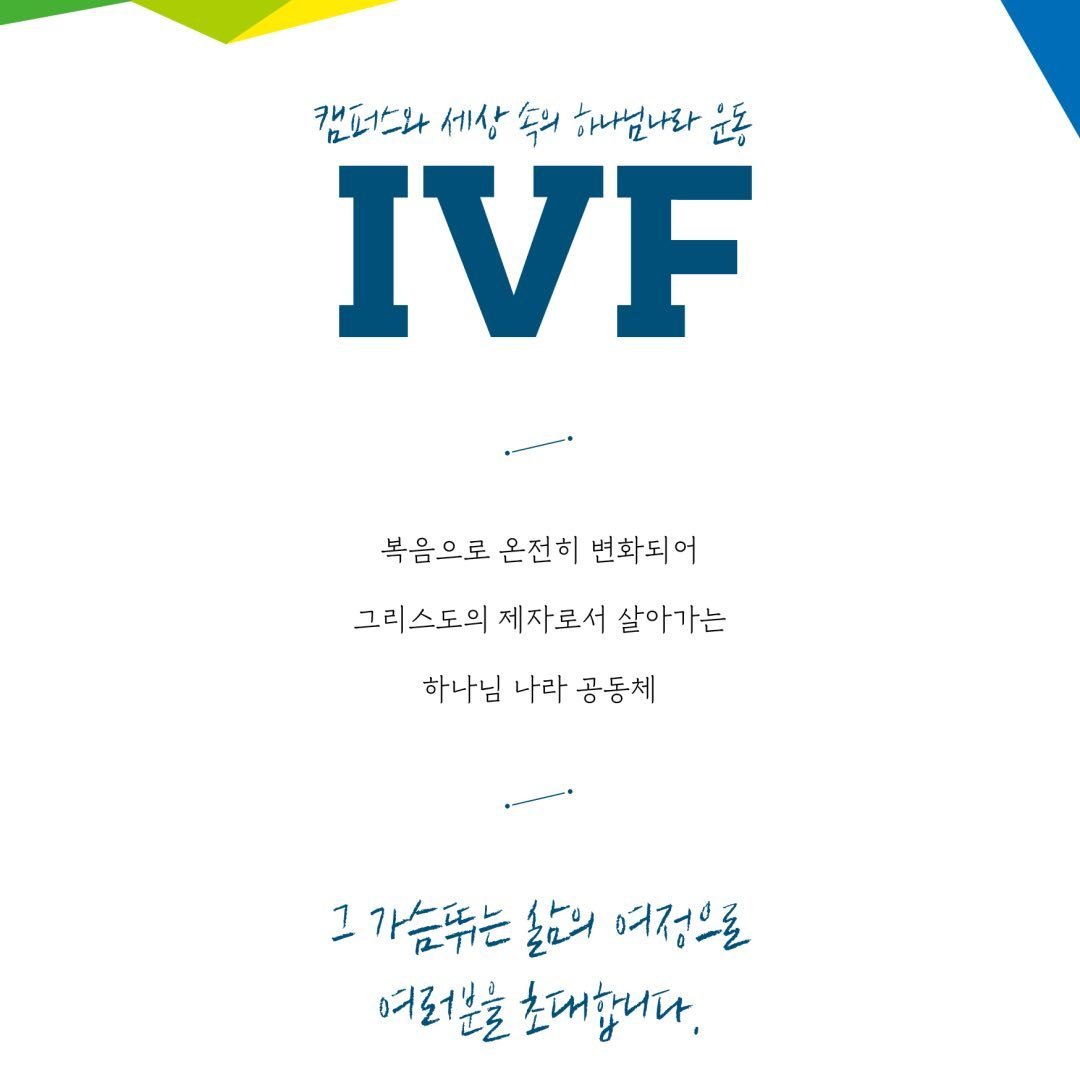 캠퍼스와 세상 속의 하나님나라 운동
IVF
복음으로 온전히 변화되어
그리스도의 제자로서 살아가는
하나님 나라 공동체
그 가슴뛰는 삶의 여정으로
여러분을 초대합니다.